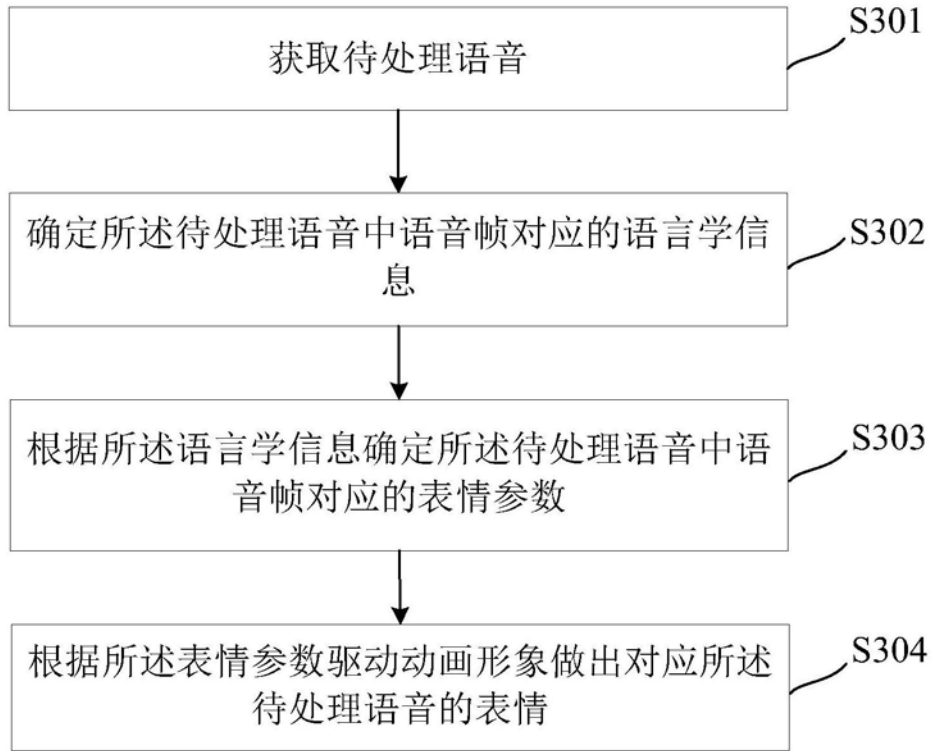 S301
获取待处理语音
确定所述待处理语音中语音帧对应的语言学信
息
S302
根据所述语言学信息确定所述待处理语音中语
音帧对应的表情参数
S303
根据所述表情参数驱动动画形象做出对应所述
待处理语音的表情
S304